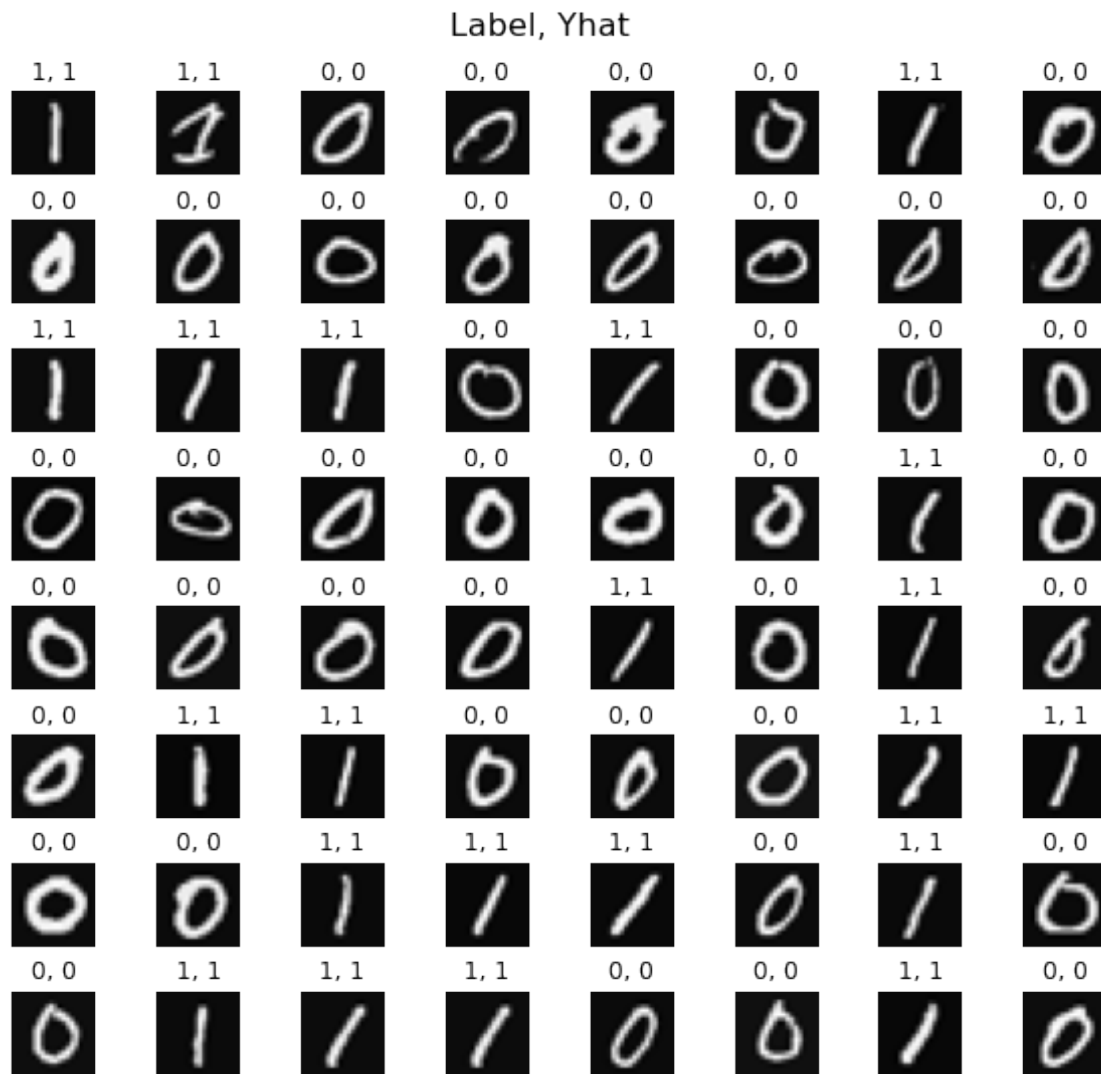 Label, Yhat
1, 1 1, 1 0, 0 0, 0 0, 0 0, 0 1, 1 0, 0
0, 0 0, 0 0, 0 0, 0 0, 0 0, 0 0, 0 0, 0
1, 1 1, 1 1, 1 0, 0 1, 1 0, 0 0, 0 0, 0
0, 0 0, 0 0, 0 0, 0 0, 0 0, 0 1, 1 0, 0
0, 0 0, 0 0, 0 0, 0 1, 1 0, 0 1, 1 0, 0
0, 0 1, 1 1, 1 0, 0 0, 0 0, 0 1, 1 1, 1
0, 0 0, 0 1, 1 1, 1 1, 1 0, 0 1, 1 0, 0
0, 0 1, 1 1, 1 1, 1 0, 0 0, 0 1, 1 0, 0